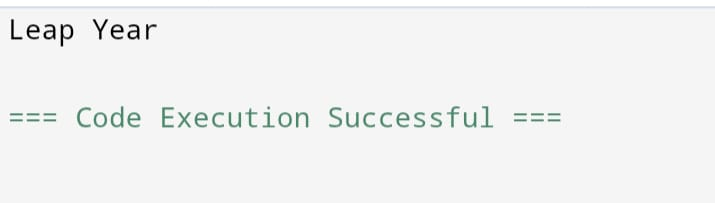 Leap Year
=== Code Execution Successful ===